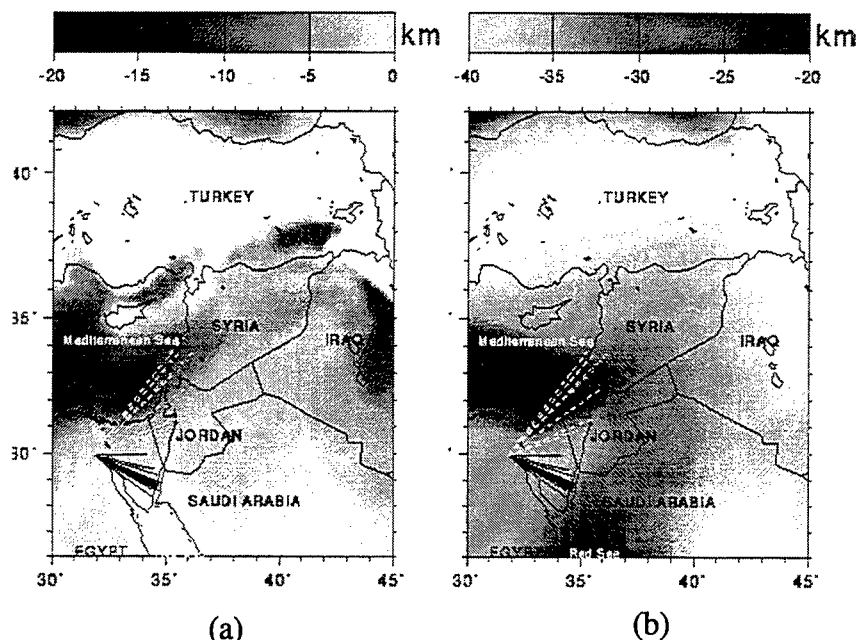 km
-20 -15 -10 -5 0
km
-40 -35 -30 -25 -20
40°
35°
30°
TURKEY
SYRIA
Mediterranean Sea
IRAQ
JORDAN
SAUDI ARABIA
EGYPT
30° 35° 40° 45°
TURKEY
SYRIA
Mediterranean Sea
IRAQ
JORDAN
SAUDI ARABIA
EGYPT
Red Sea
30° 35° 40° 45°
(a)
(b)